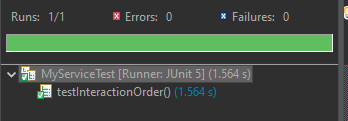 Runs: 1/1 Errors: 0 Failures: 0
MyServiceTest [Runner: JUnit 5] (1.564 s)
testInteractionOrder() (1.564 s)